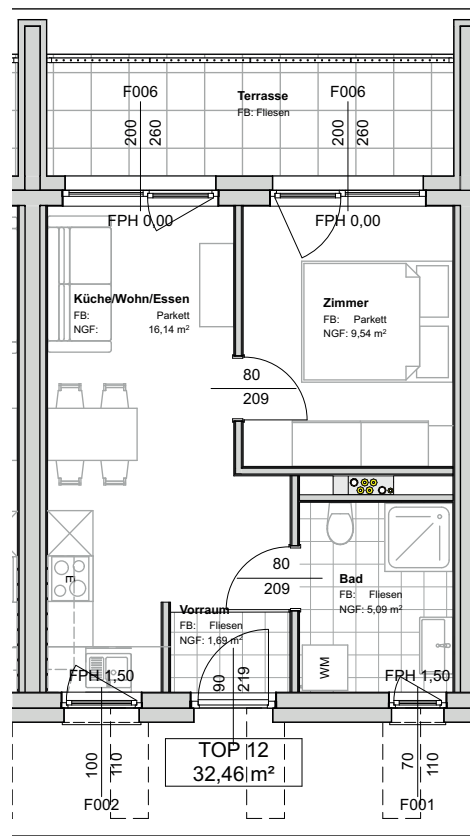 F006
200
260
Terrasse
FB: Fliesen
F006
200
260
FPH 0,00
FPH 0,00
Küche/Wohn/Essen
FB: Parkett
NGF: 16,14 m²
Zimmer
FB: Parkett
NGF: 9,54 m²
80
209
80
209
E
Bad
FB: Fliesen
NGF: 5,09 m²
Vorraum
FB: Fliesen
NGF: 1,69 m²
WM
FPH 1,50
90
219
FPH 1,50
TOP 12
32,46 m²
100
110
F002
70
110
F001